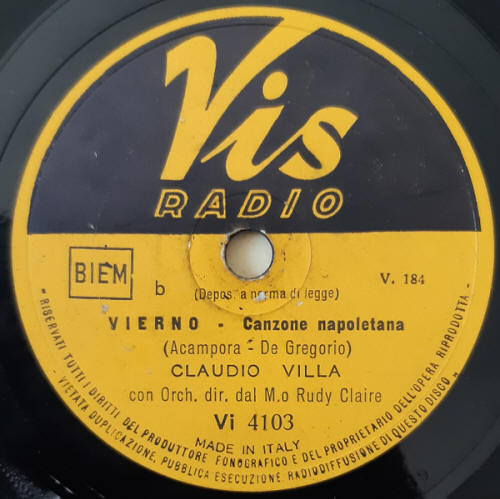 Vis
RADIO
BIEM
b
(Depos. a norma di legge)
V. 184
VIERNO - Canzone napoletana
(Acampora - De Gregorio)
CLAUDIO VILLA
con Orch. dir. dal M.o Rudy Claire
Vi 4103
MADE IN ITALY
- RISERVATI TUTTI I DIRITTI DEL PRODUTTORE FONOGRAFICO E DEL PROPRIETARIO DELL'OPERA RIPRODOTTA -
- VIETATA DUPLICAZIONE, PUBBLICA ESECUZIONE, RADIODIFFUSIONE DI QUESTO DISCO -